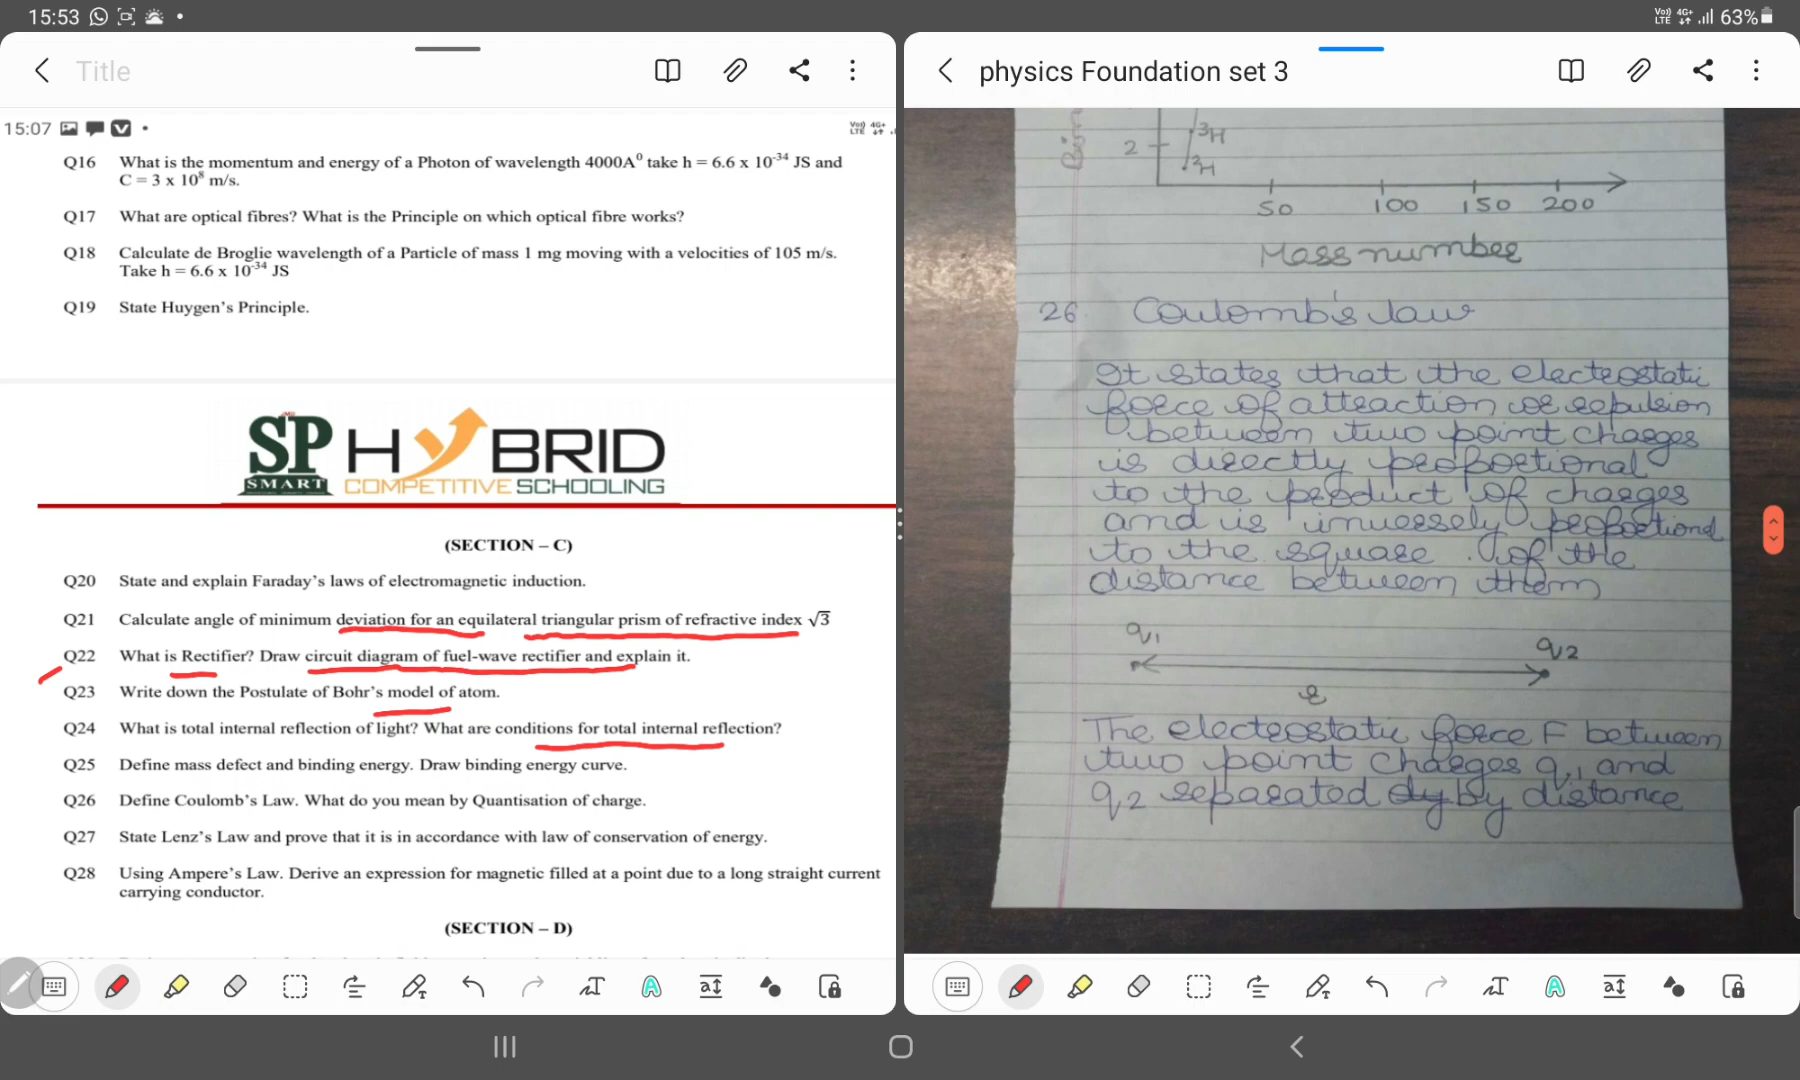 15:53
Vo)) LTE 4G+ 63%
Title
15:07
Vo)) LTE 4G+
Q16 What is the momentum and energy of a Photon of wavelength 4000A⁰ take h = 6.6 x 10⁻³⁴ JS and
C = 3 x 10⁸ m/s.
Q17 What are optical fibres? What is the Principle on which optical fibre works?
Q18 Calculate de Broglie wavelength of a Particle of mass 1 mg moving with a velocities of 105 m/s.
Take h = 6.6 x 10⁻³⁴ JS
Q19 State Huygen's Principle.
SP HYBRID
SMART COMPETITIVE SCHOOLING
(SECTION – C)
Q20 State and explain Faraday's laws of electromagnetic induction.
Q21 Calculate angle of minimum deviation for an equilateral triangular prism of refractive index √3
Q22 What is Rectifier? Draw circuit diagram of fuel-wave rectifier and explain it.
Q23 Write down the Postulate of Bohr's model of atom.
Q24 What is total internal reflection of light? What are conditions for total internal reflection?
Q25 Define mass defect and binding energy. Draw binding energy curve.
Q26 Define Coulomb's Law. What do you mean by Quantisation of charge.
Q27 State Lenz's Law and prove that it is in accordance with law of conservation of energy.
Q28 Using Ampere's Law. Derive an expression for magnetic filled at a point due to a long straight current
carrying conductor.
(SECTION – D)
physics Foundation set 3
³H
2
²H
50 100 150 200
Mass number
26. Coulomb's law
It states that the electrostatic
force of attraction or repulsion
between two point charges
is directly proportional
to the product of charges
and is inversely proportional
to the square of the
distance between them
q₁
q₂
r
The electrostatic force F between
two point charges q₁ and
q₂ separated by distance